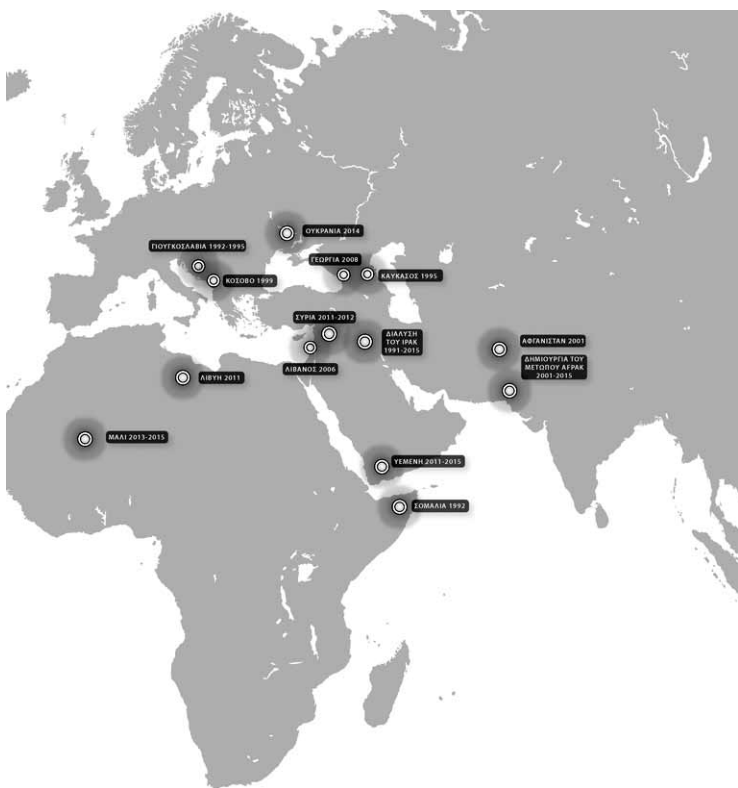 ΟΥΚΡΑΝΙΑ 2014
ΓΙΟΥΓΚΟΣΛΑΒΙΑ 1992-1995
ΓΕΩΡΓΙΑ 2008
ΚΑΥΚΑΣΟΣ 1995
ΚΟΣΟΒΟ 1999
ΣΥΡΙΑ 2011-2012
ΔΙΑΛΥΣΗ
ΤΟΥ ΙΡΑΚ
1991-2015
ΑΦΓΑΝΙΣΤΑΝ 2001
ΔΗΜΙΟΥΡΓΙΑ ΤΟΥ
ΜΕΤΩΠΟΥ AFPAK
2001-2015
ΛΙΒΑΝΟΣ 2006
ΛΙΒΥΗ 2011
ΜΑΛΙ 2013-2015
ΥΕΜΕΝΗ 2011-2015
ΣΟΜΑΛΙΑ 1992